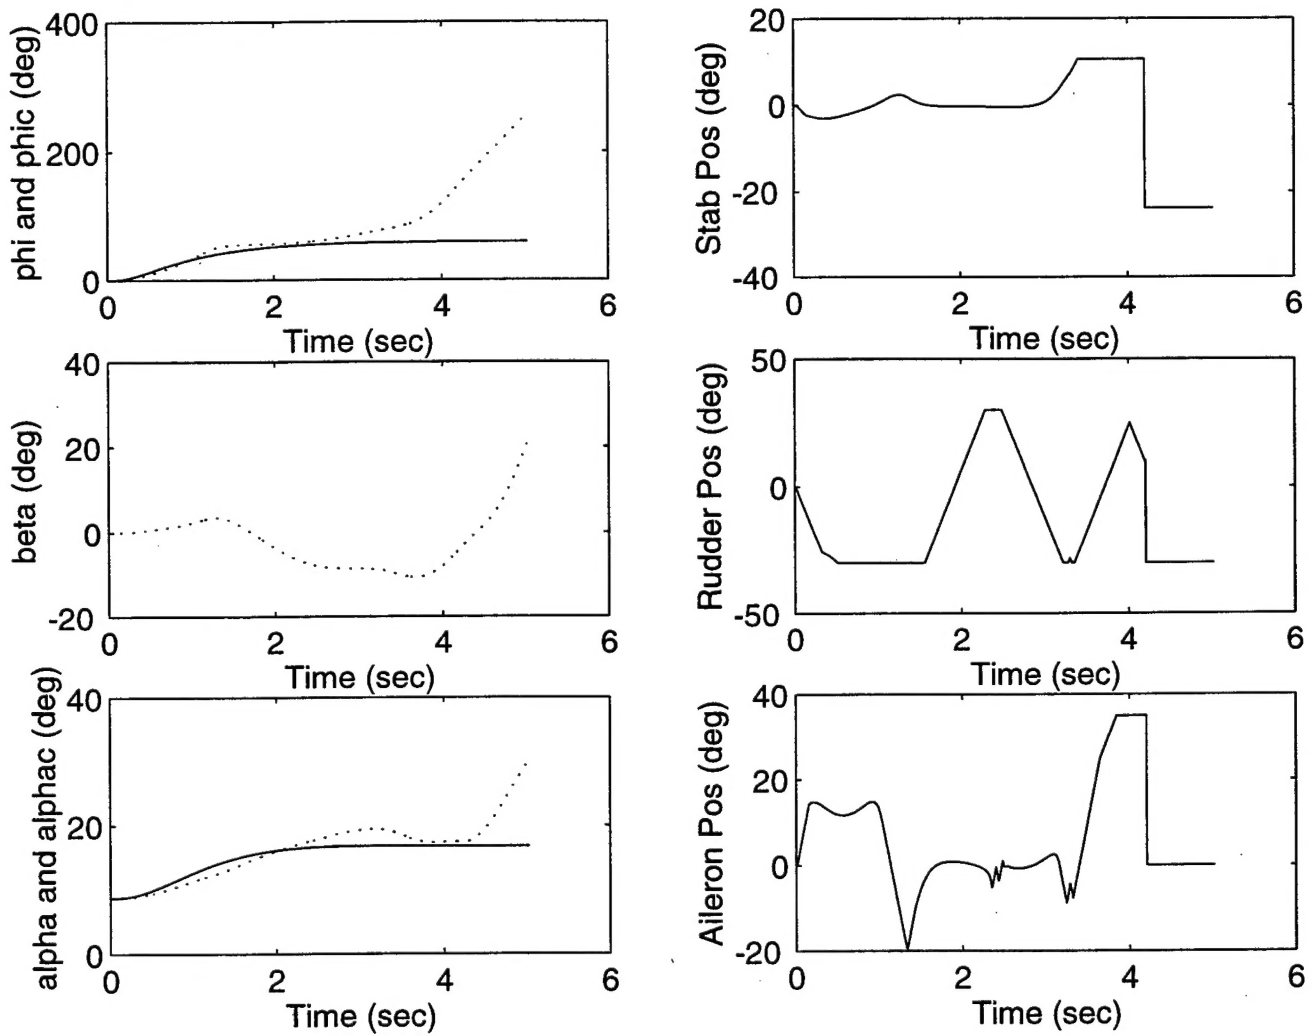 phi and phic (deg)
400
200
0
0 2 4 6
Time (sec)
Stab Pos (deg)
20
0
-20
-40
0 2 4 6
Time (sec)
beta (deg)
40
20
0
-20
0 2 4 6
Time (sec)
Rudder Pos (deg)
50
0
-50
0 2 4 6
Time (sec)
alpha and alphac (deg)
40
20
0
0 2 4 6
Time (sec)
Aileron Pos (deg)
40
20
0
-20
0 2 4 6
Time (sec)